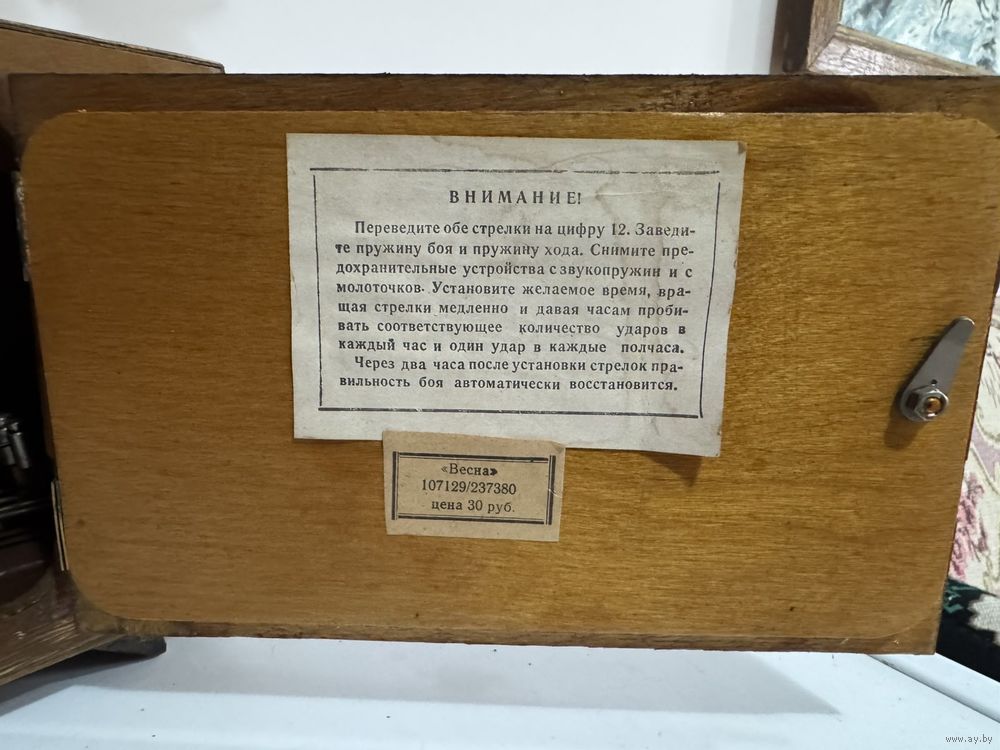 ВНИМАНИЕ!
Переведите обе стрелки на цифру 12. Заведи-
те пружину боя и пружину хода. Снимите пре-
дохранительные устройства с звукопружин и с
молоточков. Установите желаемое время, вра-
щая стрелки медленно и давая часам проби-
вать соответствующее количество ударов в
каждый час и один удар в каждые полчаса.
Через два часа после установки стрелок пра-
вильность боя автоматически восстановится.
«Весна»
107129/237380
цена 30 руб.
www.ay.by